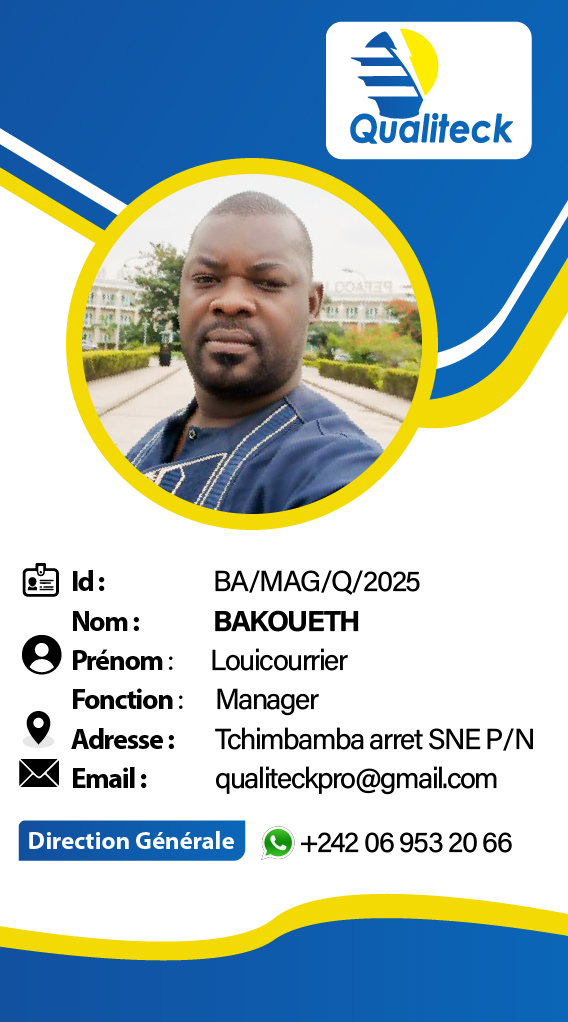 Qualiteck
Id : BA/MAG/Q/2025
Nom : BAKOUETH
Prénom : Louicourrier
Fonction : Manager
Adresse : Tchimbamba arret SNE P/N
Email : qualiteckpro@gmail.com
Direction Générale +242 06 953 20 66